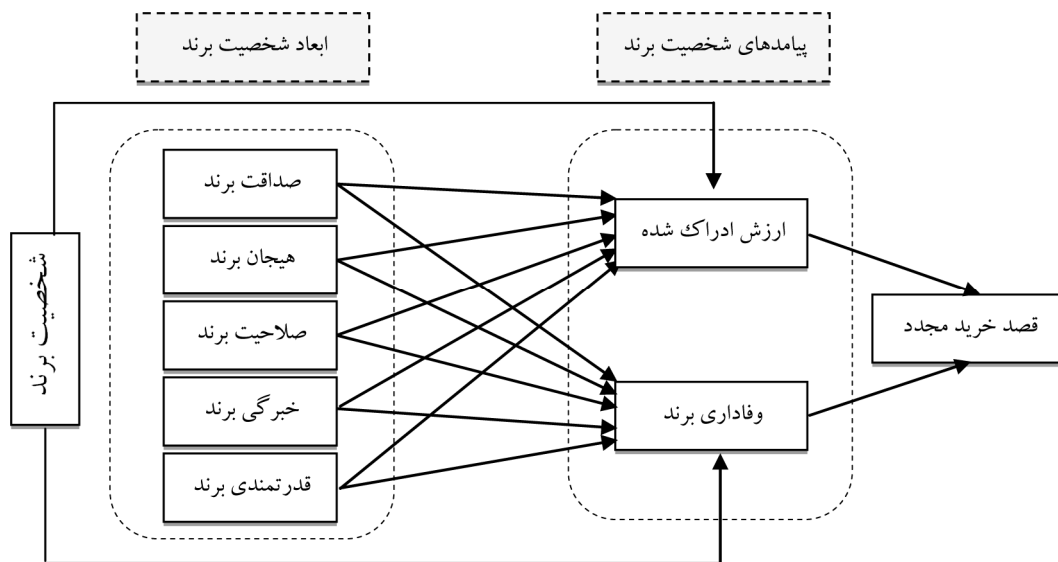 پیامدهای شخصیت برند
ابعاد شخصیت برند
شخصیت برند
صداقت برند
هیجان برند
صلاحیت برند
خبرگی برند
قدرتمندی برند
ارزش ادراک شده
وفاداری برند
قصد خرید مجدد